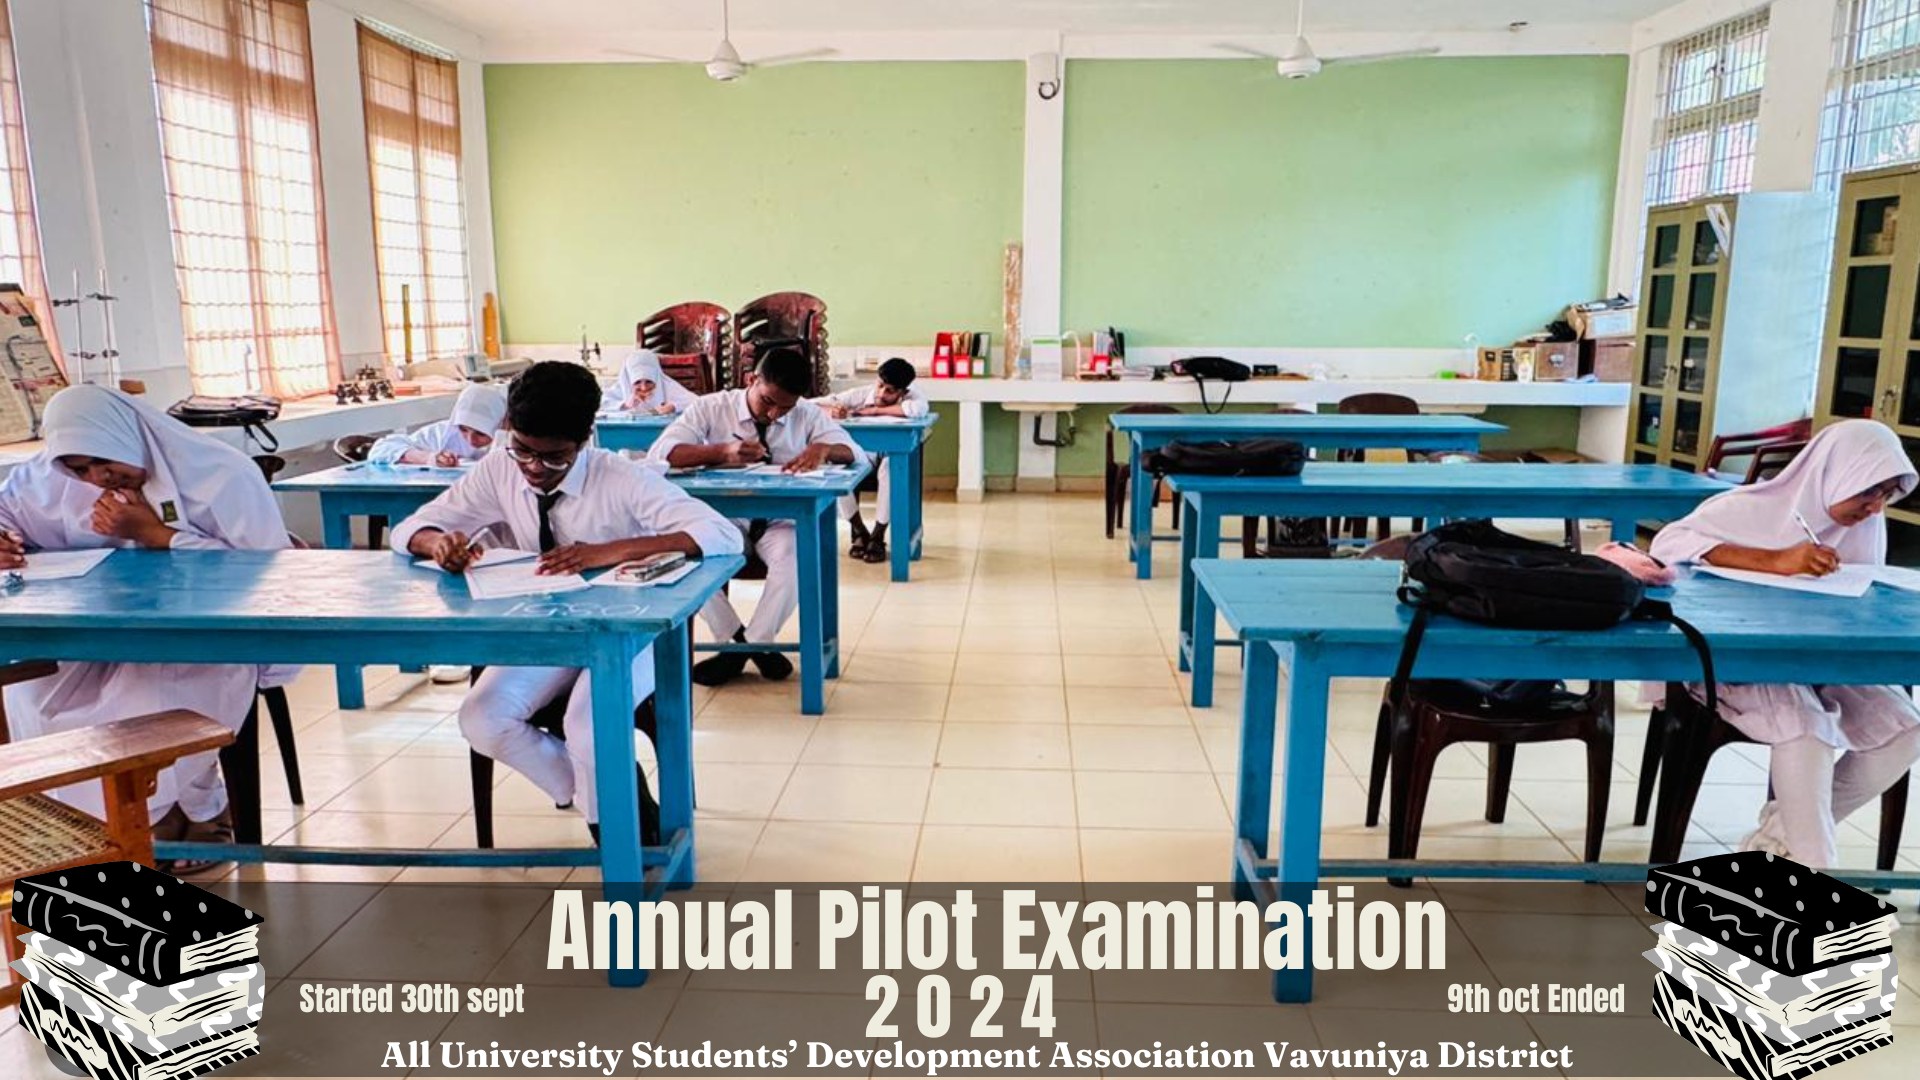 Annual Pilot Examination
2024
Started 30th sept
9th oct Ended
All University Students’ Development Association Vavuniya District